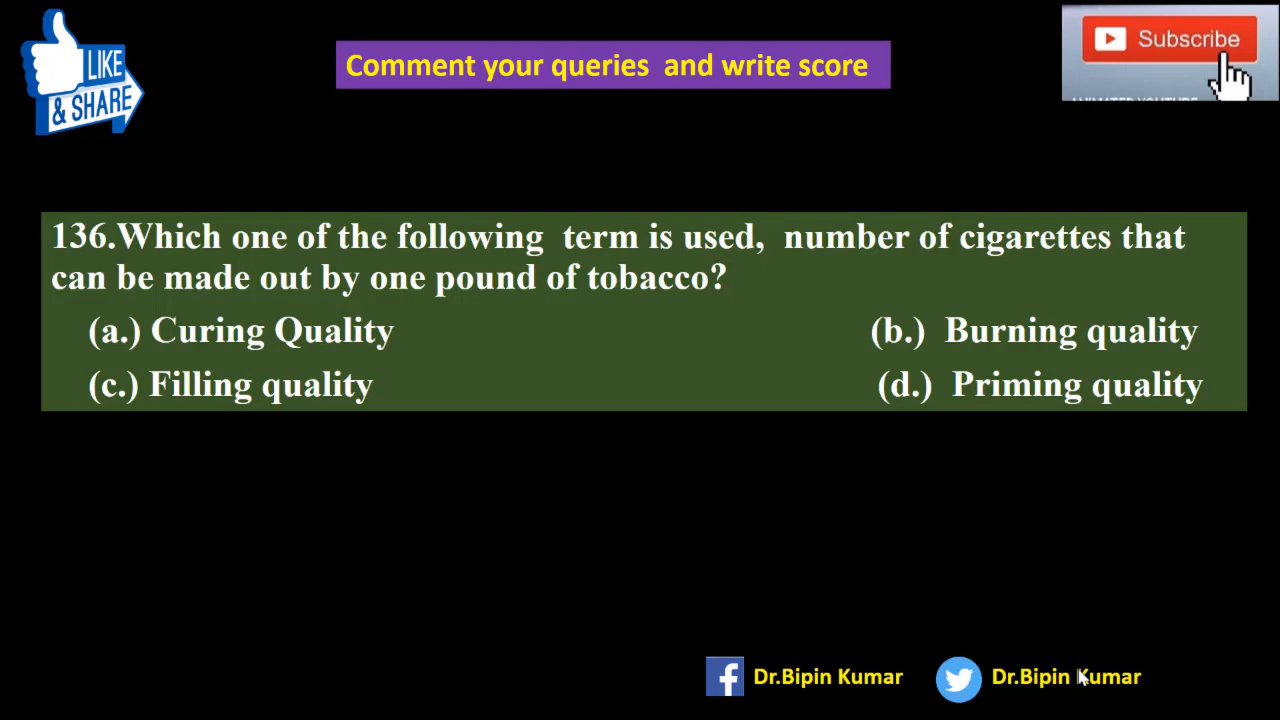 LIKE
& SHARE
Comment your queries and write score
Subscribe
136.Which one of the following term is used, number of cigarettes that
can be made out by one pound of tobacco?
(a.) Curing Quality (b.) Burning quality
(c.) Filling quality (d.) Priming quality
Dr.Bipin Kumar Dr.Bipin Kumar